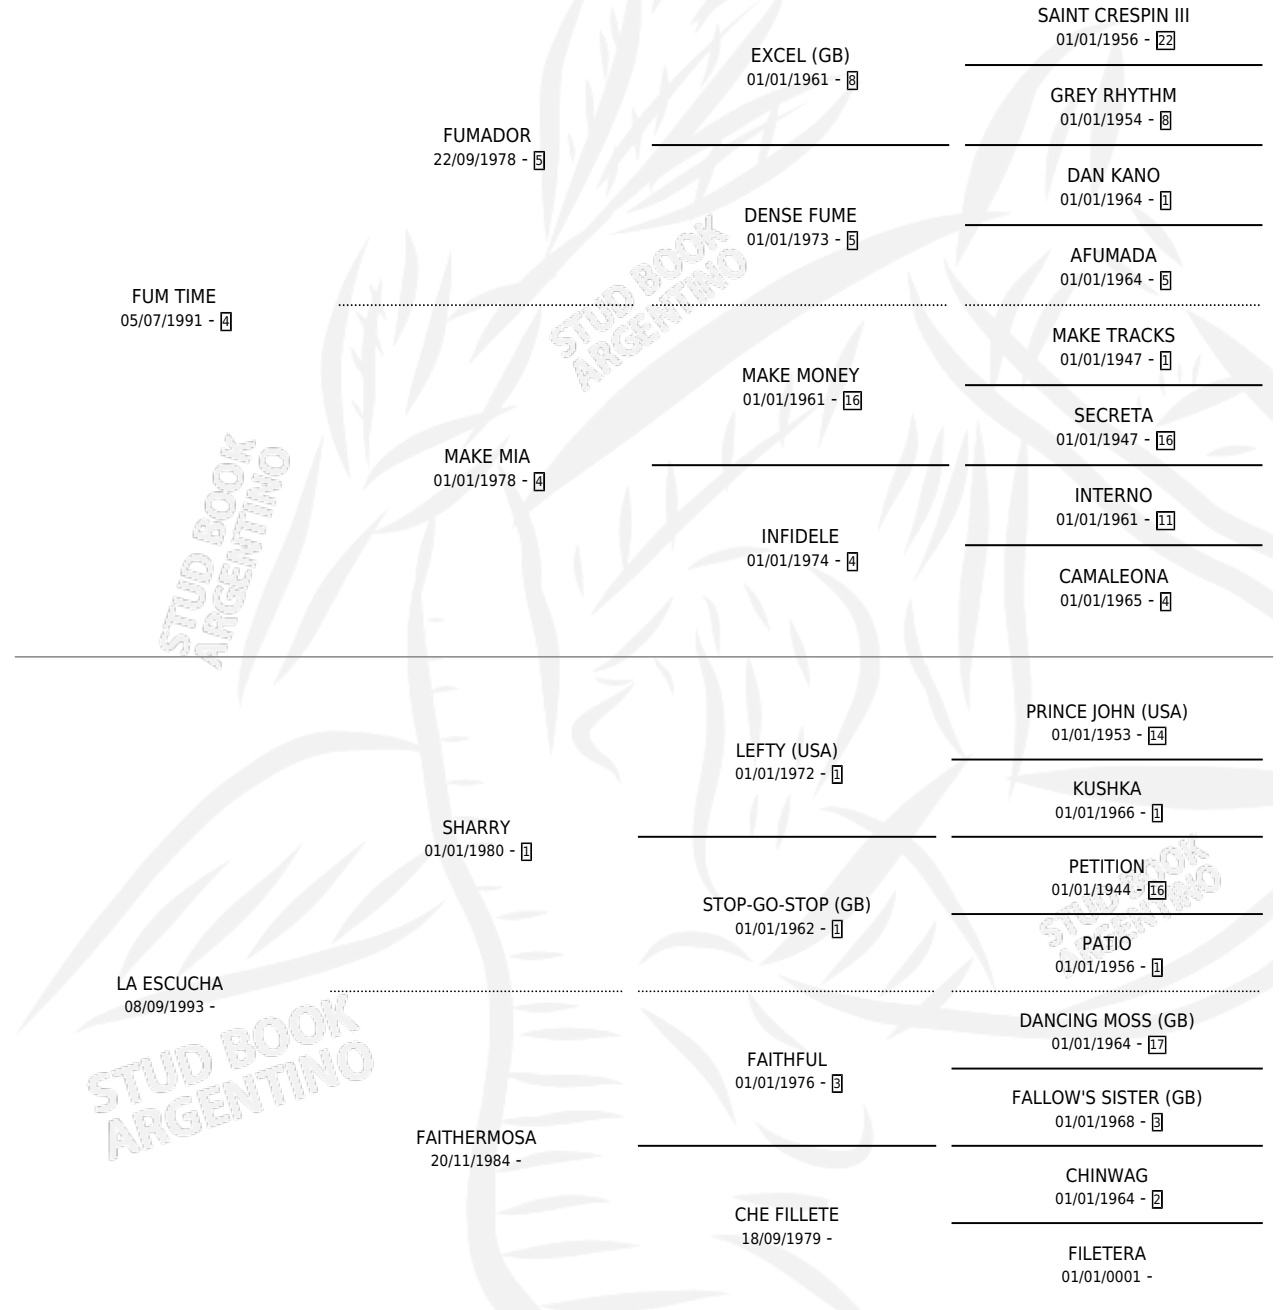 SAINT CRESPIN III
01/01/1956 - 22
EXCEL (GB)
01/01/1961 - 8
GREY RHYTHM
01/01/1954 - 8
FUMADOR
22/09/1978 - 5
DAN KANO
01/01/1964 - 1
DENSE FUME
01/01/1973 - 5
AFUMADA
01/01/1964 - 5
FUM TIME
05/07/1991 - 4
MAKE TRACKS
01/01/1947 - 1
MAKE MONEY
01/01/1961 - 16
SECRETA
01/01/1947 - 16
MAKE MIA
01/01/1978 - 4
INTERNO
01/01/1961 - 11
INFIDELE
01/01/1974 - 4
CAMALEONA
01/01/1965 - 4
STUD BOOK
ARGENTINO
STUD BOOK
ARGENTINO
PRINCE JOHN (USA)
01/01/1953 - 14
LEFTY (USA)
01/01/1972 - 1
KUSHKA
01/01/1966 - 1
SHARRY
01/01/1980 - 1
PETITION
01/01/1944 - 16
STOP-GO-STOP (GB)
01/01/1962 - 1
PATIO
01/01/1956 - 1
LA ESCUCHA
08/09/1993 -
DANCING MOSS (GB)
01/01/1964 - 17
FAITHFUL
01/01/1976 - 3
FALLOW'S SISTER (GB)
01/01/1968 - 3
FAITHERMOSA
20/11/1984 -
CHINWAG
01/01/1964 - 2
CHE FILLETE
18/09/1979 -
FILETERA
01/01/0001 -
STUD BOOK
ARGENTINO
STUD BOOK
ARGENTINO